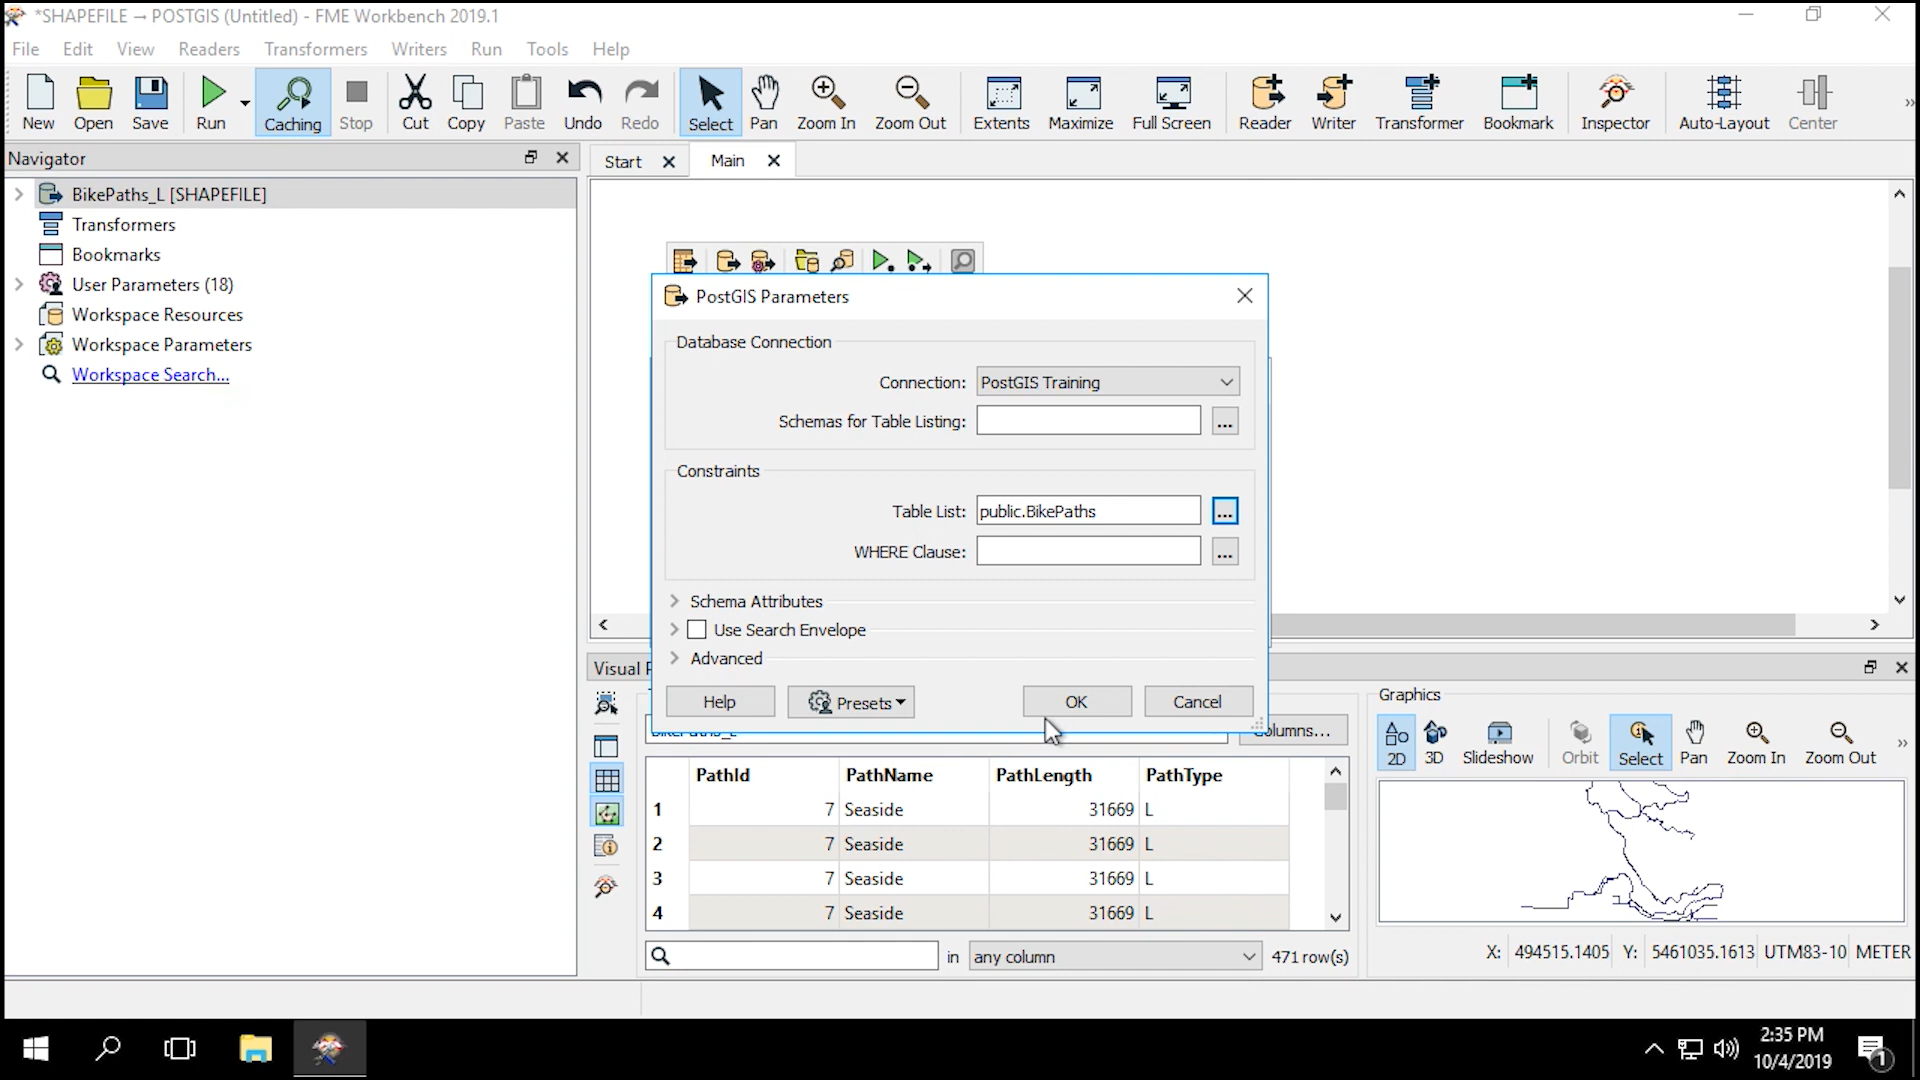 *SHAPEFILE → POSTGIS (Untitled) - FME Workbench 2019.1
File Edit View Readers Transformers Writers Run Tools Help
New Open Save Run Caching Stop Cut Copy Paste Undo Redo Select Pan Zoom In Zoom Out Extents Maximize Full Screen Reader Writer Transformer Bookmark Inspector Auto-Layout Center
Navigator
Start Main
BikePaths_L [SHAPEFILE]
Transformers
Bookmarks
User Parameters (18)
Workspace Resources
Workspace Parameters
Workspace Search...
PostGIS Parameters
Database Connection
Connection: PostGIS Training
Schemas for Table Listing: ...
Constraints
Table List: public.BikePaths ...
WHERE Clause: ...
Schema Attributes
Use Search Envelope
Advanced
Help Presets OK Cancel
Visual
Columns...
PathId PathName PathLength PathType
1 7 Seaside 31669 L
2 7 Seaside 31669 L
3 7 Seaside 31669 L
4 7 Seaside 31669 L
in any column 471 row(s)
Graphics
2D 3D Slideshow Orbit Select Pan Zoom In Zoom Out
X: 494515.1405 Y: 5461035.1613 UTM83-10 METER
2:35 PM
10/4/2019
1